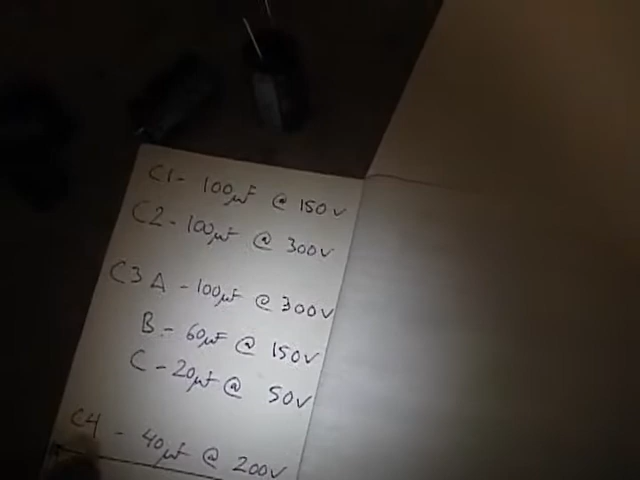 C1- 100µF @ 150V
C2-100µF @ 300V
C3 A -100µF @ 300V
B - 60µF @ 150V
C - 20µF @ 50V
C4 - 40µF @ 200V